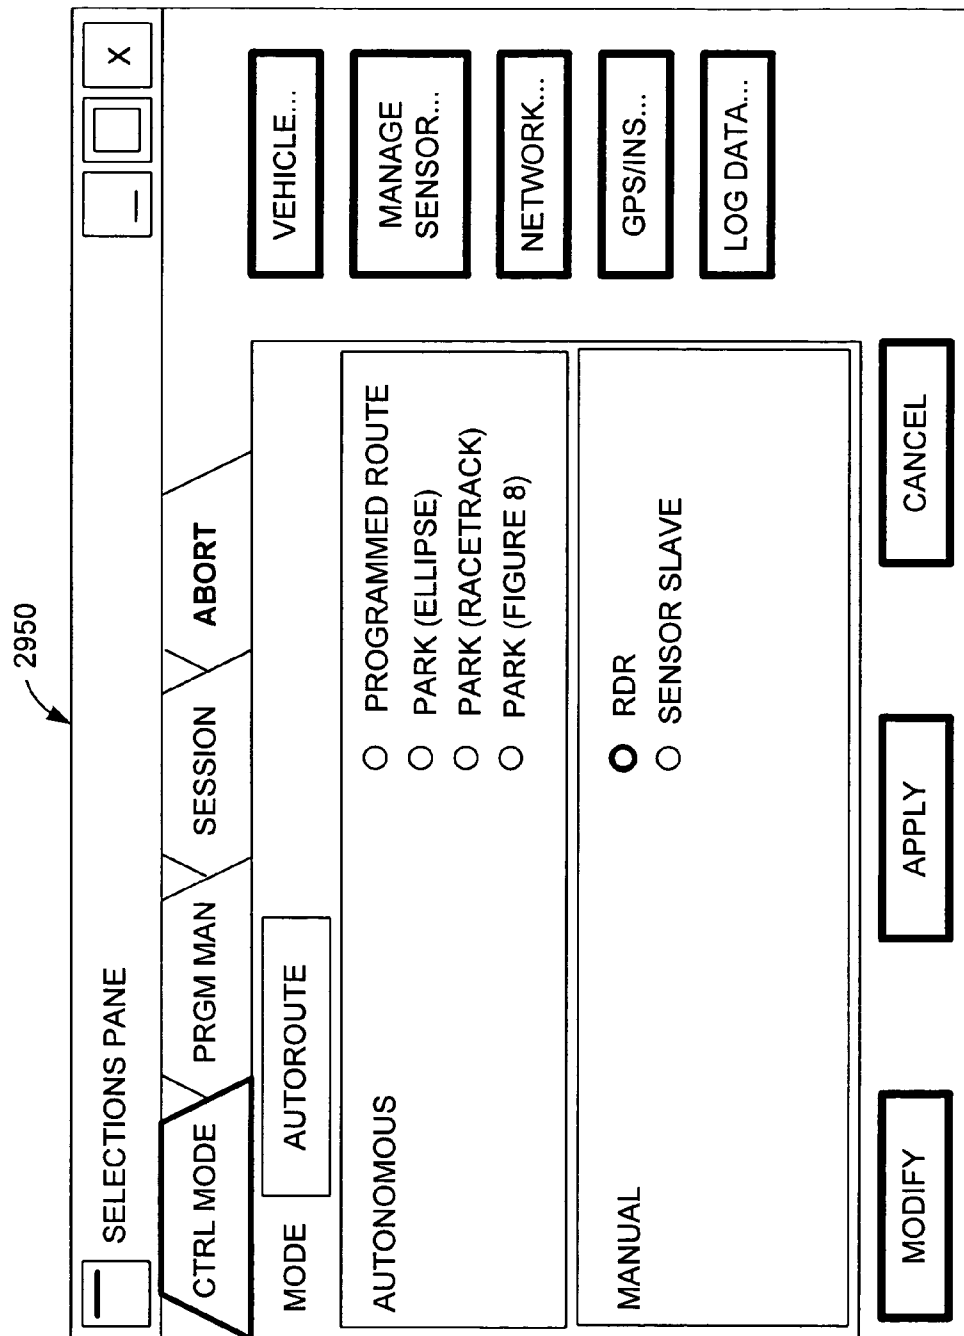 2950
SELECTIONS PANE
X
CTRL MODE
PRGM MAN
SESSION
ABORT
MODE
AUTOROUTE
AUTONOMOUS
PROGRAMMED ROUTE
PARK (ELLIPSE)
PARK (RACETRACK)
PARK (FIGURE 8)
MANUAL
RDR
SENSOR SLAVE
VEHICLE...
MANAGE
SENSOR...
NETWORK...
GPS/INS...
LOG DATA...
MODIFY
APPLY
CANCEL